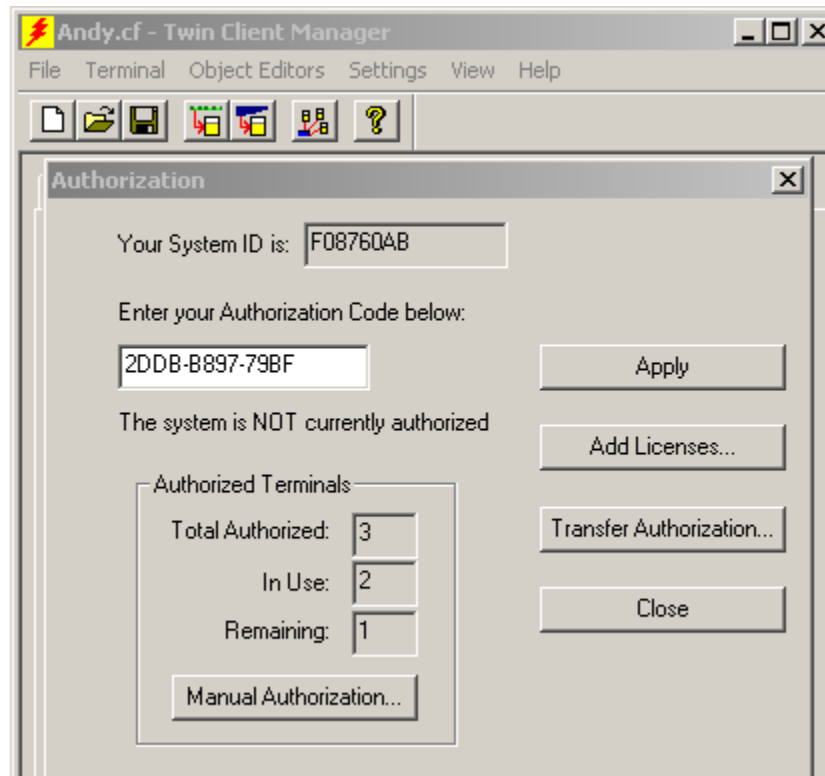 Andy.cf - Twin Client Manager
File Terminal Object Editors Settings View Help
Authorization
Your System ID is: F08760AB
Enter your Authorization Code below:
2DDB-B897-79BF
Apply
The system is NOT currently authorized
Add Licenses...
Authorized Terminals
Total Authorized: 3
Transfer Authorization...
In Use: 2
Close
Remaining: 1
Manual Authorization...